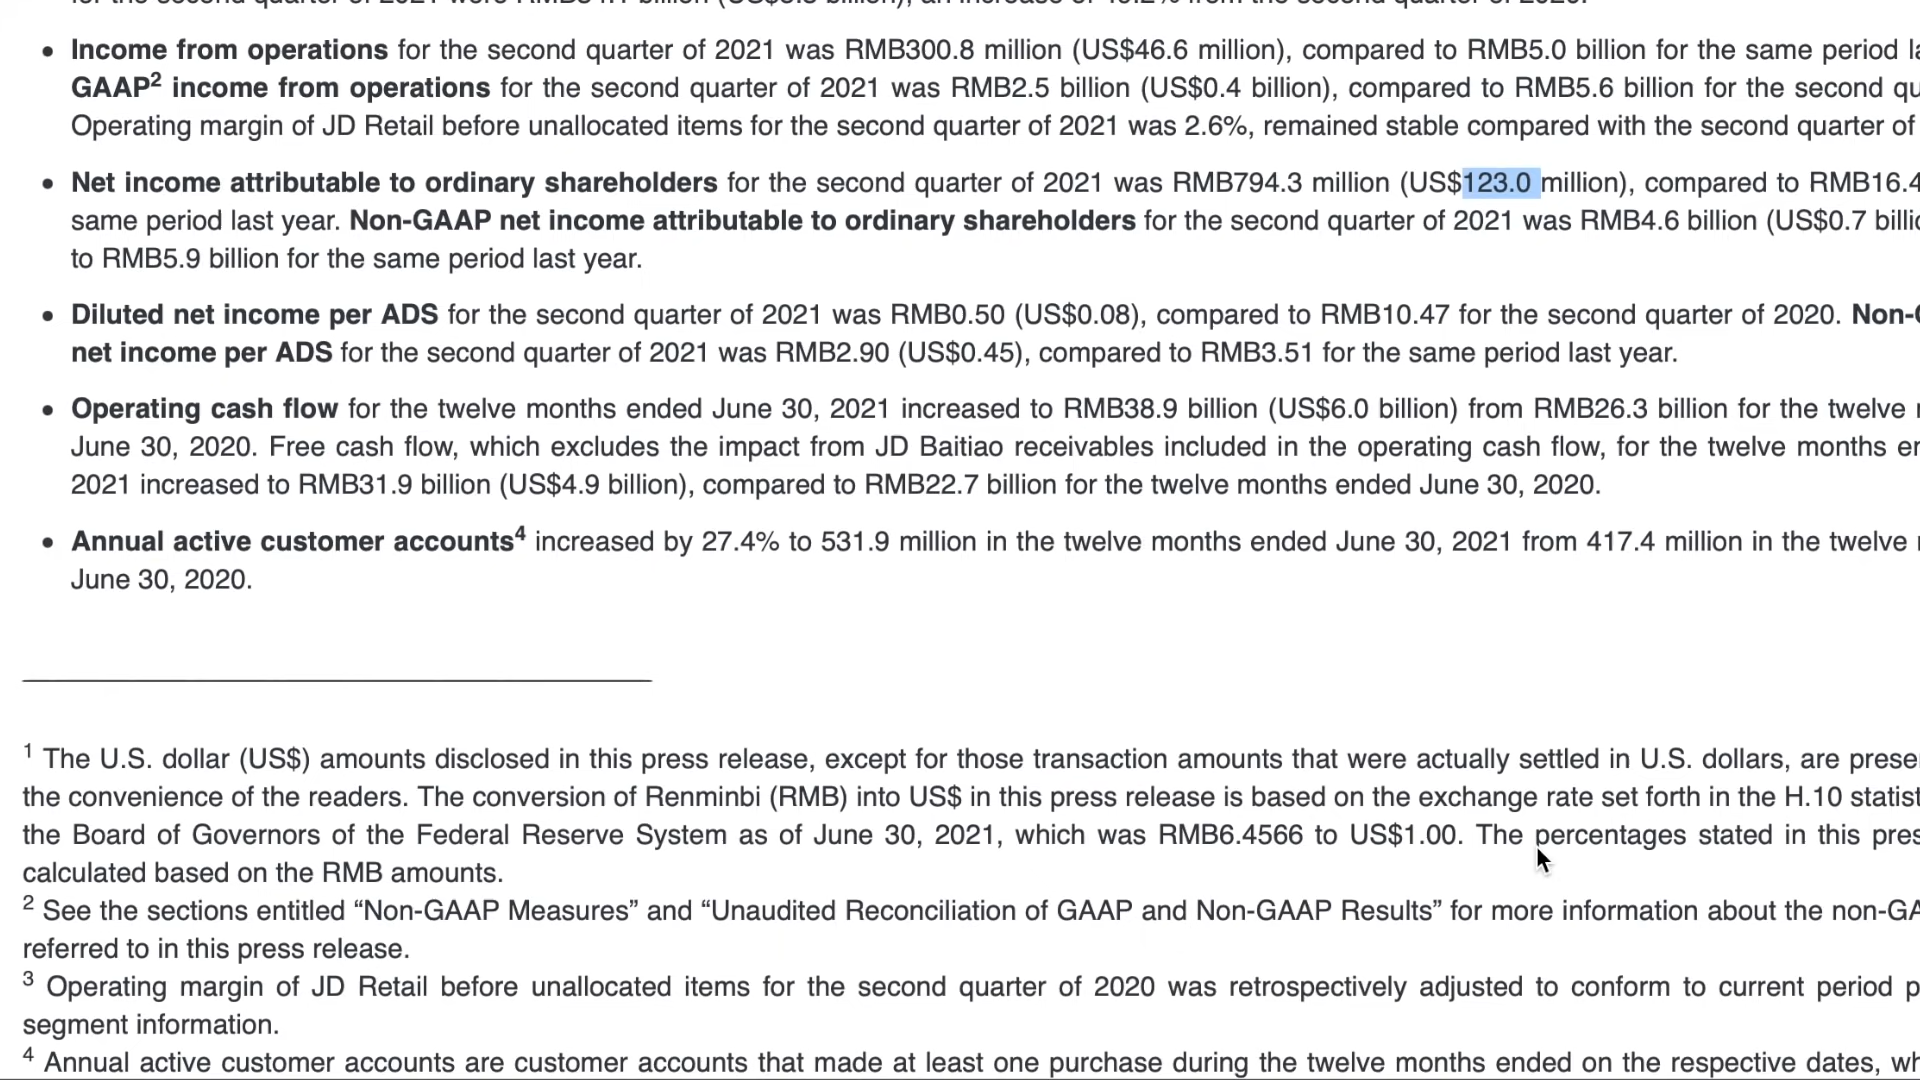 for the second quarter of 2021 were
• Income from operations for the second quarter of 2021 was RMB300.8 million (US$46.6 million), compared to RMB5.0 billion for the same period
GAAP2 income from operations for the second quarter of 2021 was RMB2.5 billion (US$0.4 billion), compared to RMB5.6 billion for the second
Operating margin of JD Retail before unallocated items for the second quarter of 2021 was 2.6%, remained stable compared with the second quarter of
• Net income attributable to ordinary shareholders for the second quarter of 2021 was RMB794.3 million (US$123.0 million), compared to RMB16.4
same period last year. Non-GAAP net income attributable to ordinary shareholders for the second quarter of 2021 was RMB4.6 billion (US$0.7
to RMB5.9 billion for the same period last year.
• Diluted net income per ADS for the second quarter of 2021 was RMB0.50 (US$0.08), compared to RMB10.47 for the second quarter of 2020. Non-
net income per ADS for the second quarter of 2021 was RMB2.90 (US$0.45), compared to RMB3.51 for the same period last year.
• Operating cash flow for the twelve months ended June 30, 2021 increased to RMB38.9 billion (US$6.0 billion) from RMB26.3 billion for the twelve
June 30, 2020. Free cash flow, which excludes the impact from JD Baitiao receivables included in the operating cash flow, for the twelve months
2021 increased to RMB31.9 billion (US$4.9 billion), compared to RMB22.7 billion for the twelve months ended June 30, 2020.
• Annual active customer accounts4 increased by 27.4% to 531.9 million in the twelve months ended June 30, 2021 from 417.4 million in the twelve
June 30, 2020.
1 The U.S. dollar (US$) amounts disclosed in this press release, except for those transaction amounts that were actually settled in U.S. dollars, are
the convenience of the readers. The conversion of Renminbi (RMB) into US$ in this press release is based on the exchange rate set forth in the H.10
the Board of Governors of the Federal Reserve System as of June 30, 2021, which was RMB6.4566 to US$1.00. The percentages stated in this
calculated based on the RMB amounts.
2 See the sections entitled “Non-GAAP Measures” and “Unaudited Reconciliation of GAAP and Non-GAAP Results” for more information about the
referred to in this press release.
3 Operating margin of JD Retail before unallocated items for the second quarter of 2020 was retrospectively adjusted to conform to current period
segment information.
4 Annual active customer accounts are customer accounts that made at least one purchase during the twelve months ended on the respective dates,